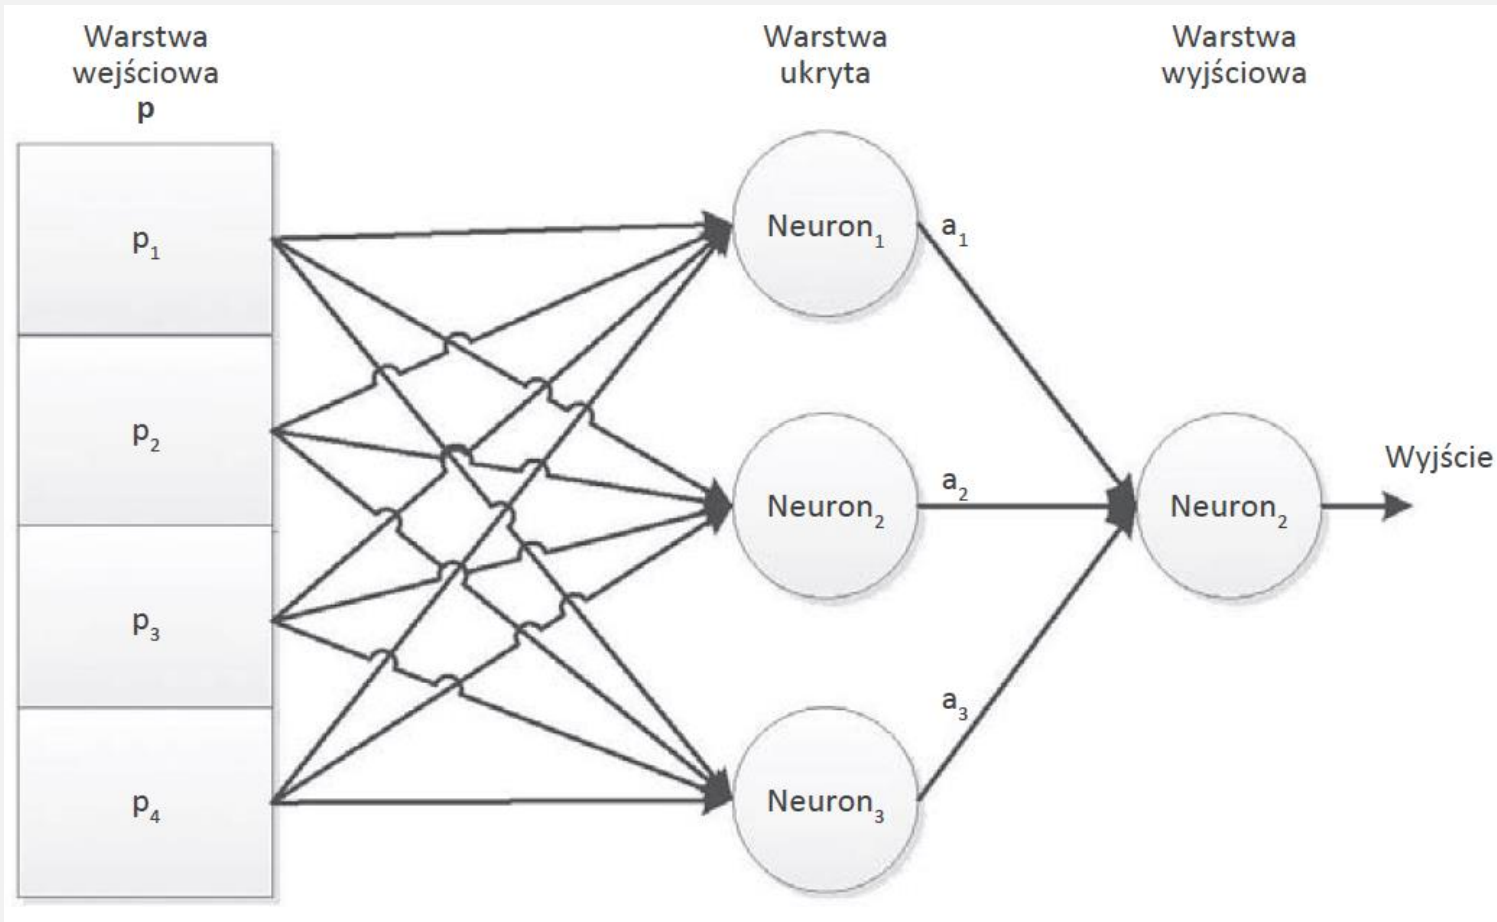 Warstwa
wejściowa
p
Warstwa
ukryta
Warstwa
wyjściowa
p₁
Neuron₁
a₁
p₂
Neuron₂
a₂
Neuron₂
Wyjście
p₃
a₃
p₄
Neuron₃